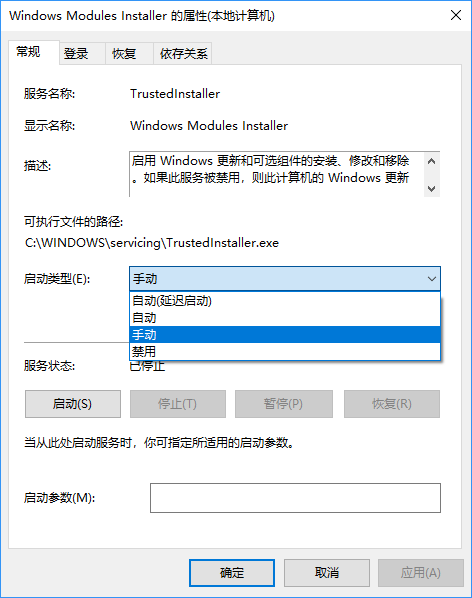 Windows Modules Installer 的属性(本地计算机)
常规 登录 恢复 依存关系
服务名称: TrustedInstaller
显示名称: Windows Modules Installer
描述: 启用 Windows 更新和可选组件的安装、修改和移除
。如果此服务被禁用，则此计算机的 Windows 更新
可执行文件的路径:
C:\WINDOWS\servicing\TrustedInstaller.exe
启动类型(E): 手动
自动(延迟启动)
自动
手动
禁用
服务状态: 已停止
启动(S) 停止(T) 暂停(P) 恢复(R)
当从此处启动服务时，你可指定所适用的启动参数。
启动参数(M):
确定 取消 应用(A)